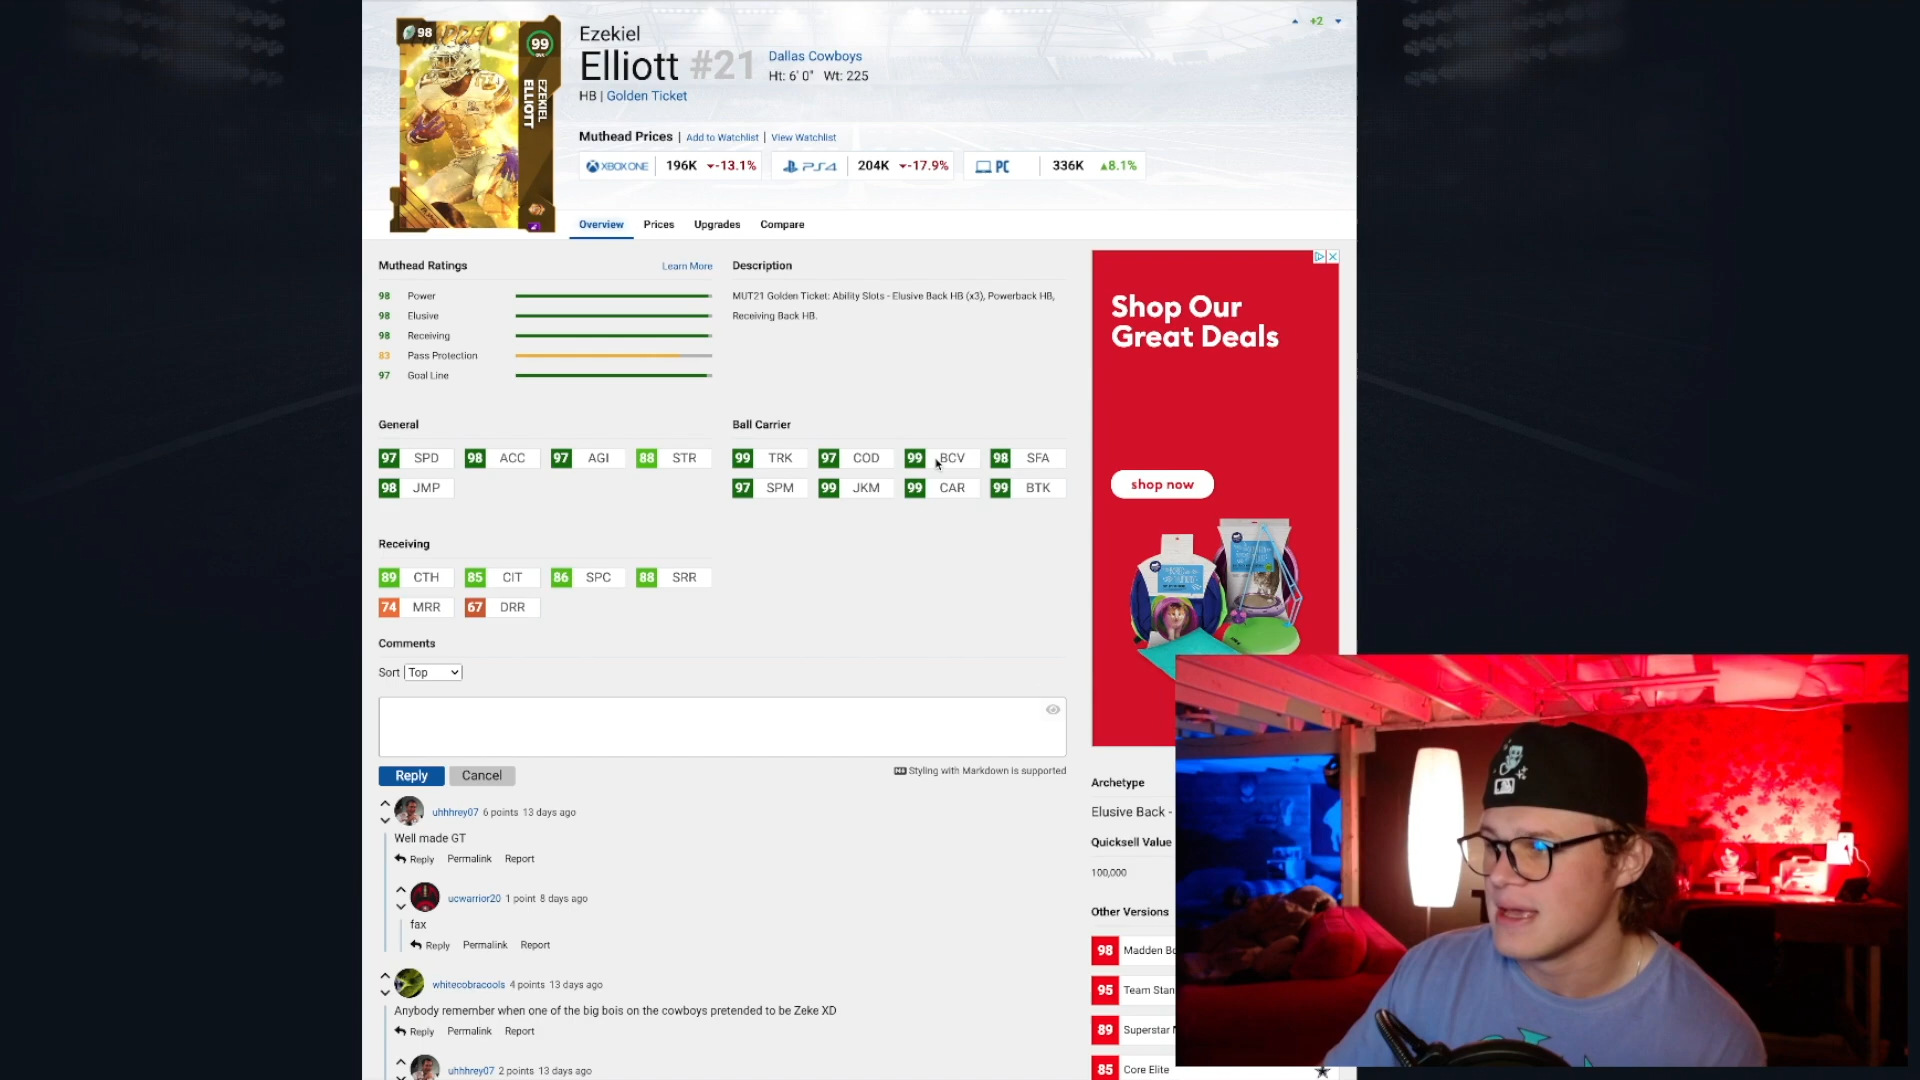 98
99
OVR
EZEKIEL
ELLIOTT
Ezekiel
Elliott #21
Dallas Cowboys
Ht: 6' 0" Wt: 225
HB | Golden Ticket
+2
Muthead Prices | Add to Watchlist | View Watchlist
XBOX ONE 196K -13.1% PS4 204K -17.9% PC 336K 8.1%
Overview Prices Upgrades Compare
Muthead Ratings Learn More
98 Power
98 Elusive
98 Receiving
83 Pass Protection
97 Goal Line
Description
MUT21 Golden Ticket: Ability Slots - Elusive Back HB (x3), Powerback HB,
Receiving Back HB.
General
97 SPD 98 ACC 97 AGI 88 STR
98 JMP
Ball Carrier
99 TRK 97 COD 99 BCV 98 SFA
97 SPM 99 JKM 99 CAR 99 BTK
Receiving
89 CTH 85 CIT 86 SPC 88 SRR
74 MRR 67 DRR
Comments
Sort Top
Reply Cancel
Styling with Markdown is supported
uhhhrey07 6 points 13 days ago
Well made GT
Reply Permalink Report
ucwarrior20 1 point 8 days ago
fax
Reply Permalink Report
whitecobracools 4 points 13 days ago
Anybody remember when one of the big bois on the cowboys pretended to be Zeke XD
Reply Permalink Report
uhhhrey07 2 points 13 days ago
Shop Our
Great Deals
shop now
Archetype
Elusive Back -
Quicksell Value
100,000
Other Versions
98 Madden
95 Team
89 Superstar
85 Core Elite